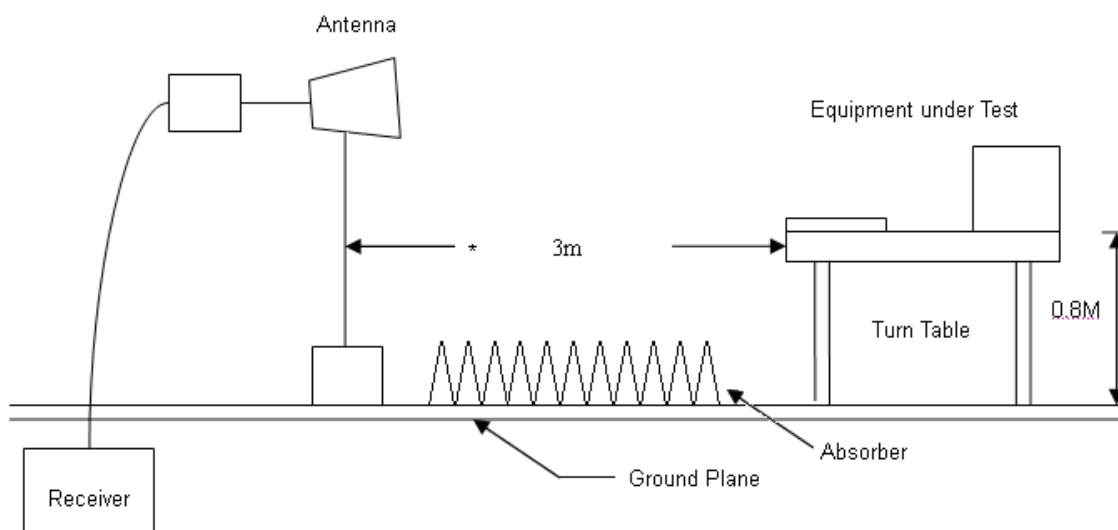 Antenna
Equipment under Test
* 3m
0.8M
Turn Table
Absorber
Ground Plane
Receiver